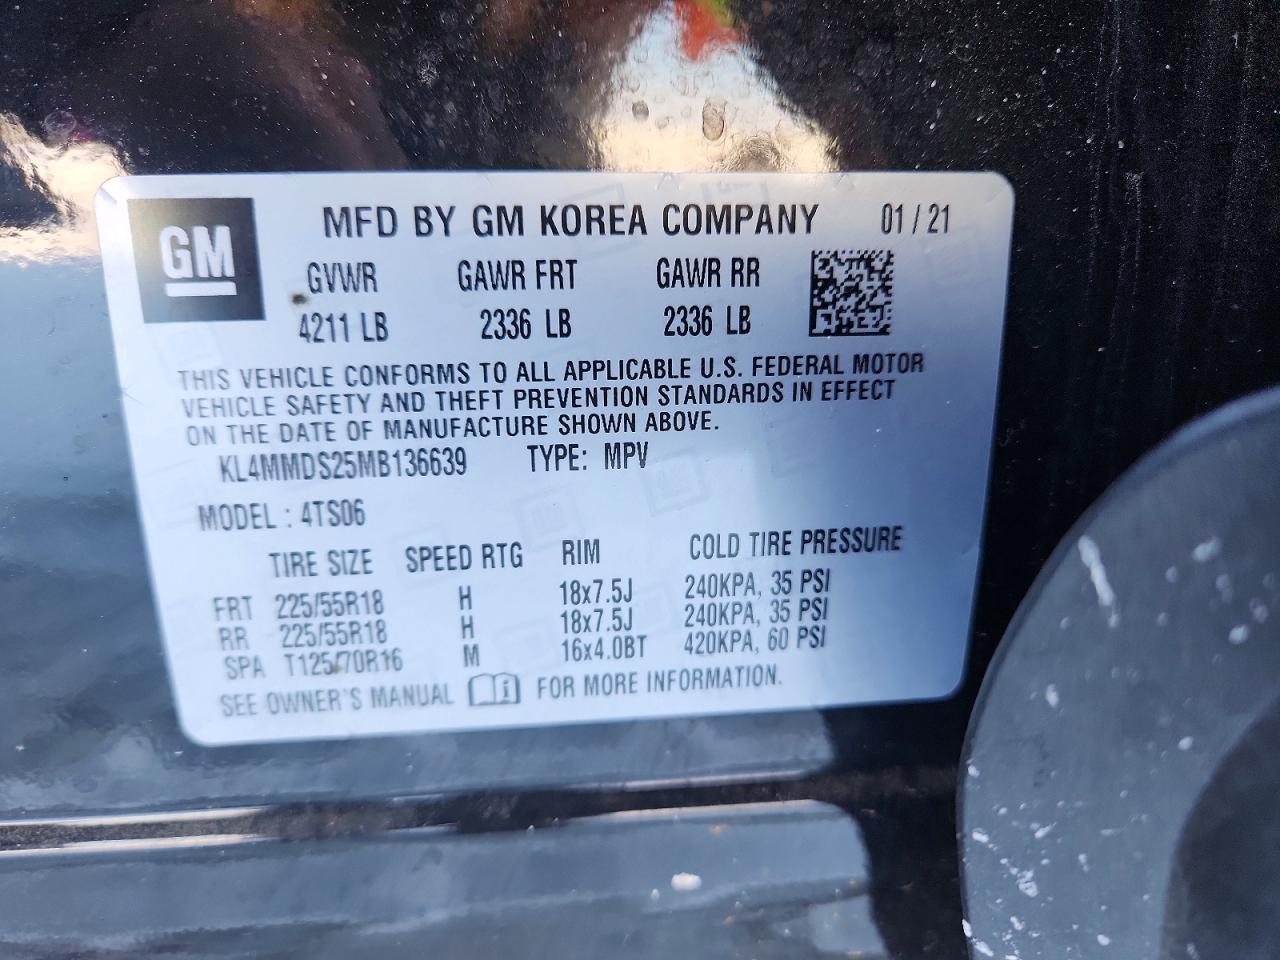 GM
MFD BY GM KOREA COMPANY 01/21
GVWR GAWR FRT GAWR RR
4211 LB 2336 LB 2336 LB
THIS VEHICLE CONFORMS TO ALL APPLICABLE U.S. FEDERAL MOTOR
VEHICLE SAFETY AND THEFT PREVENTION STANDARDS IN EFFECT
ON THE DATE OF MANUFACTURE SHOWN ABOVE.
KL4MMDS25MB136639 TYPE: MPV
MODEL: 4TS06
TIRE SIZE SPEED RTG RIM COLD TIRE PRESSURE
FRT 225/55R18 H 18x7.5J 240KPA, 35 PSI
RR 225/55R18 H 18x7.5J 240KPA, 35 PSI
SPA T125/70R16 M 16x4.0BT 420KPA, 60 PSI
SEE OWNER'S MANUAL i FOR MORE INFORMATION.